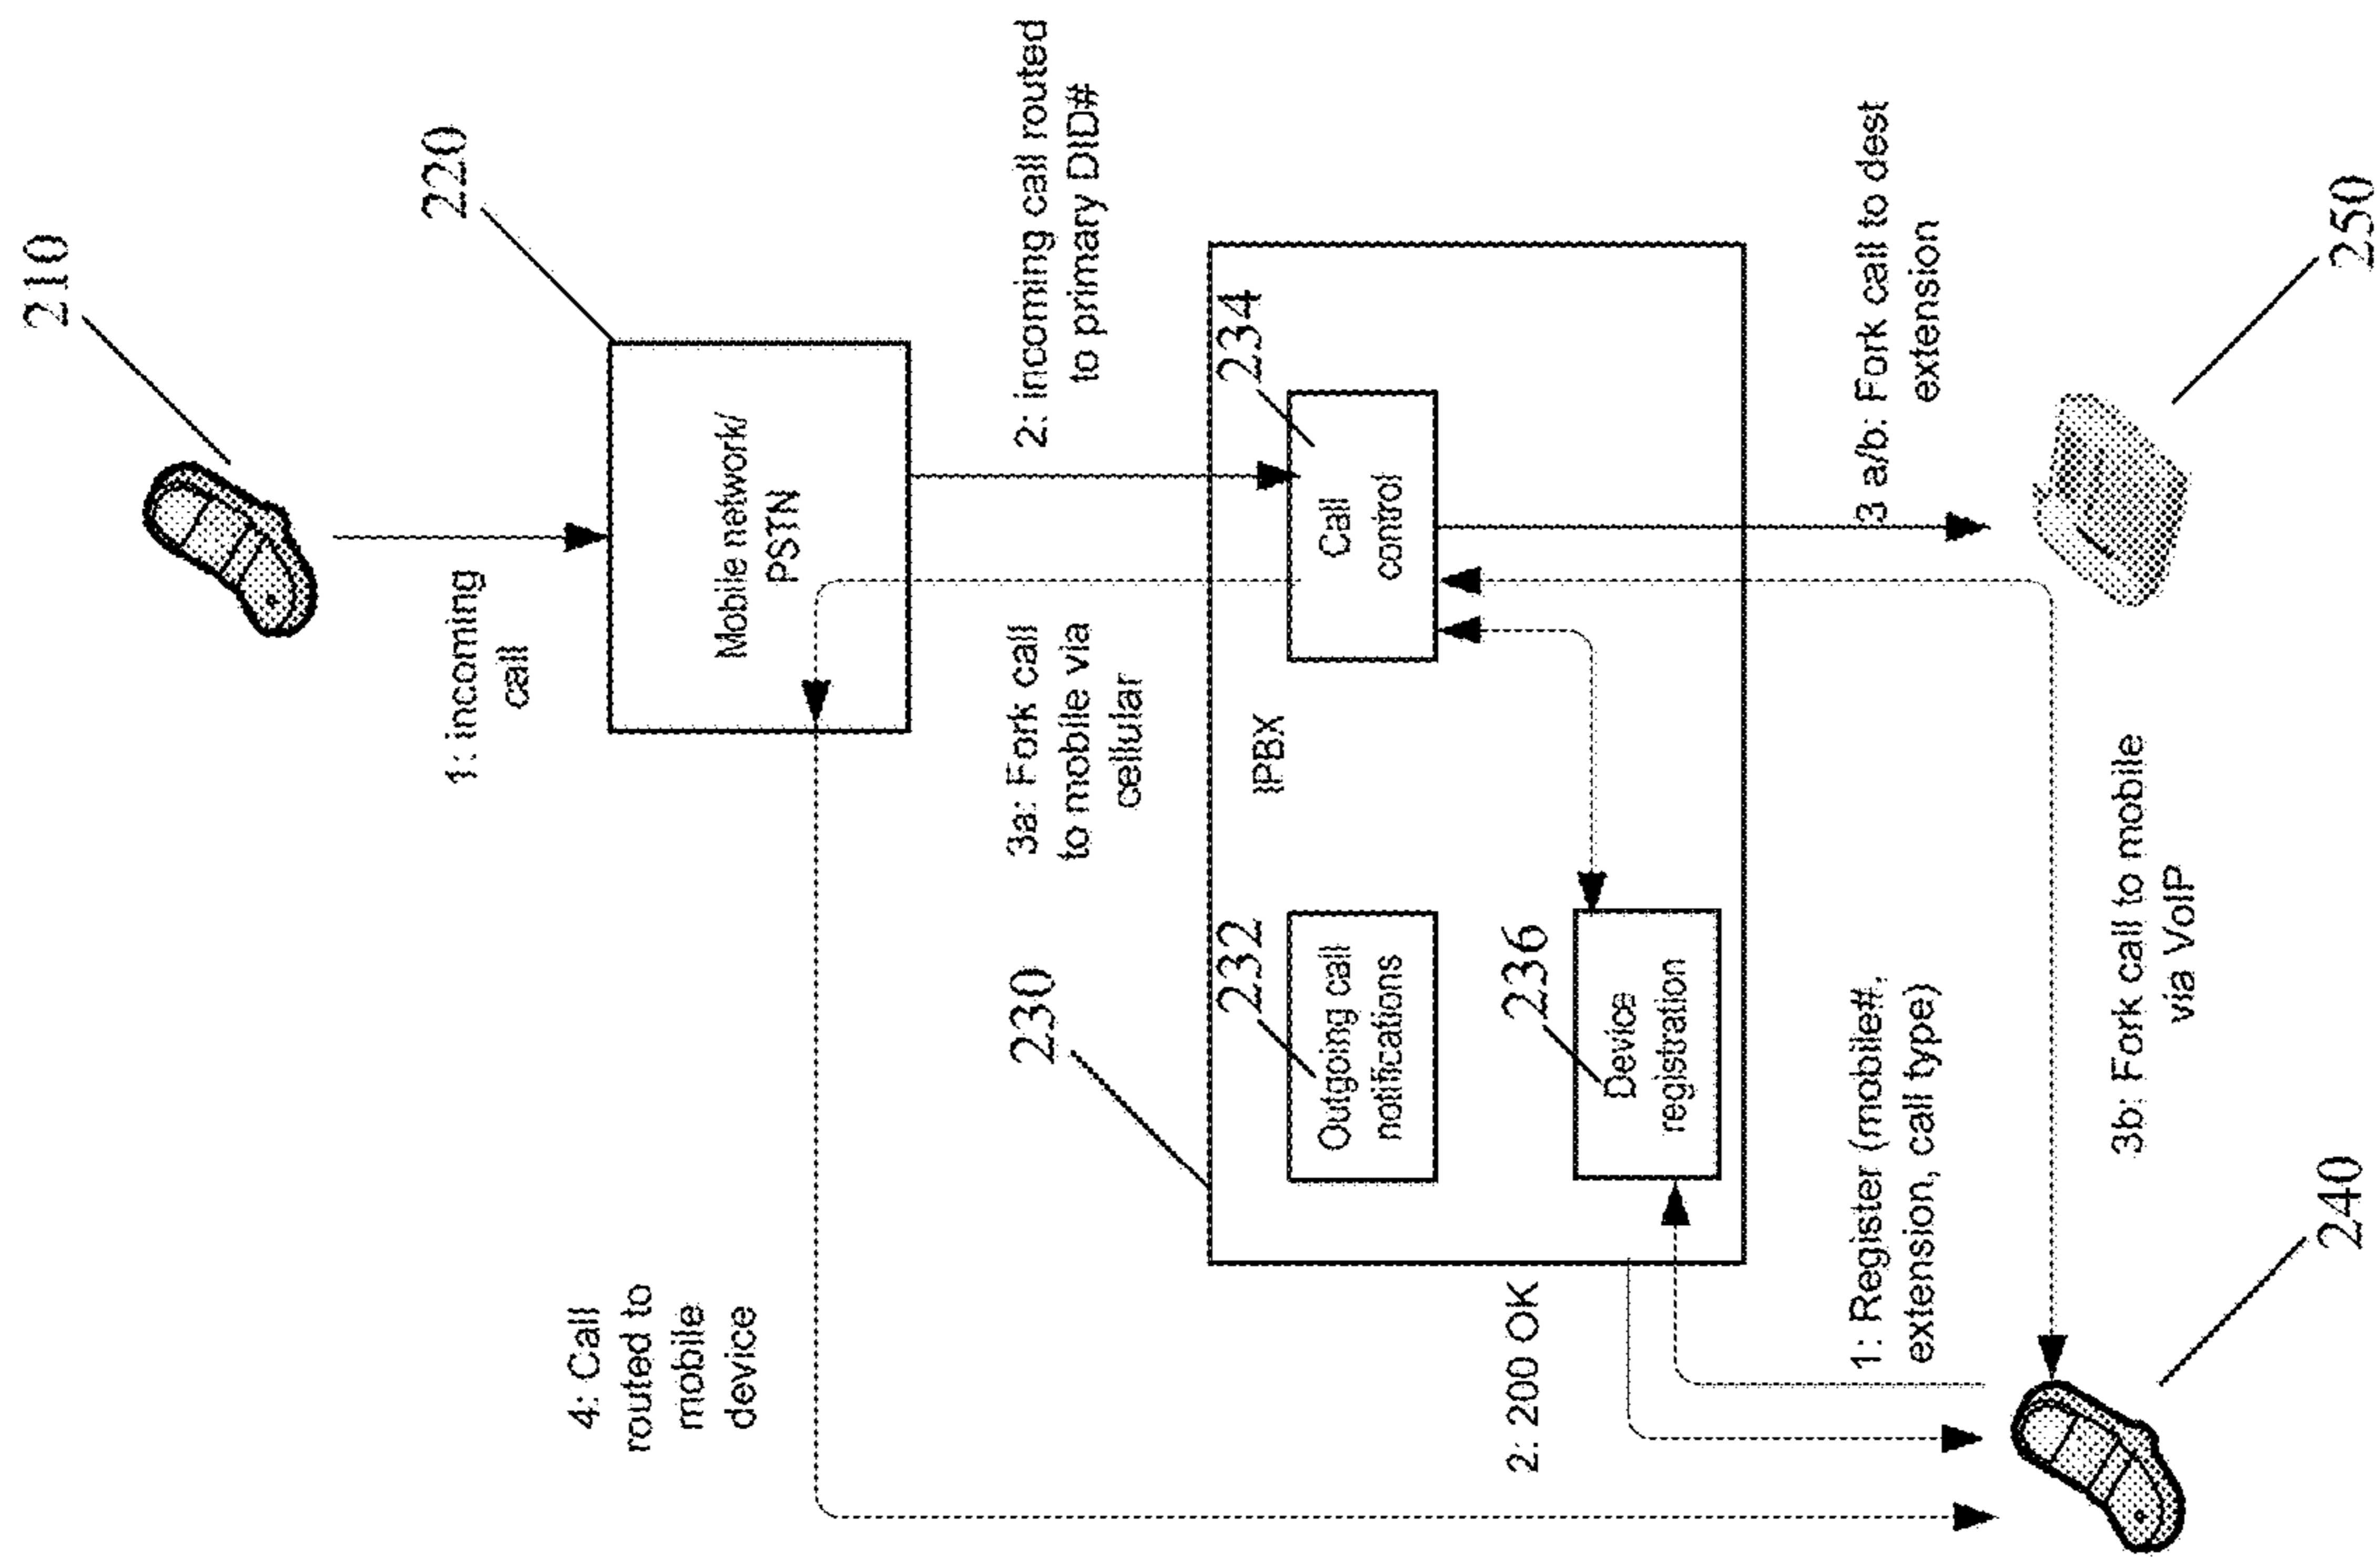 210
1: incoming
call
220
Mobile network/
PSTN
2: incoming call routed
to primary DID#
4: Call
routed to
mobile
device
3a: Fork call
to mobile via
cellular
230
IPBX
232
Outgoing call
notifications
234
Call
control
236
Device
registration
2: 200 OK
1: Register (mobile#,
extension, call type)
3 a/b: Fork call to dest
extension
3b: Fork call to mobile
via VoIP
240
250